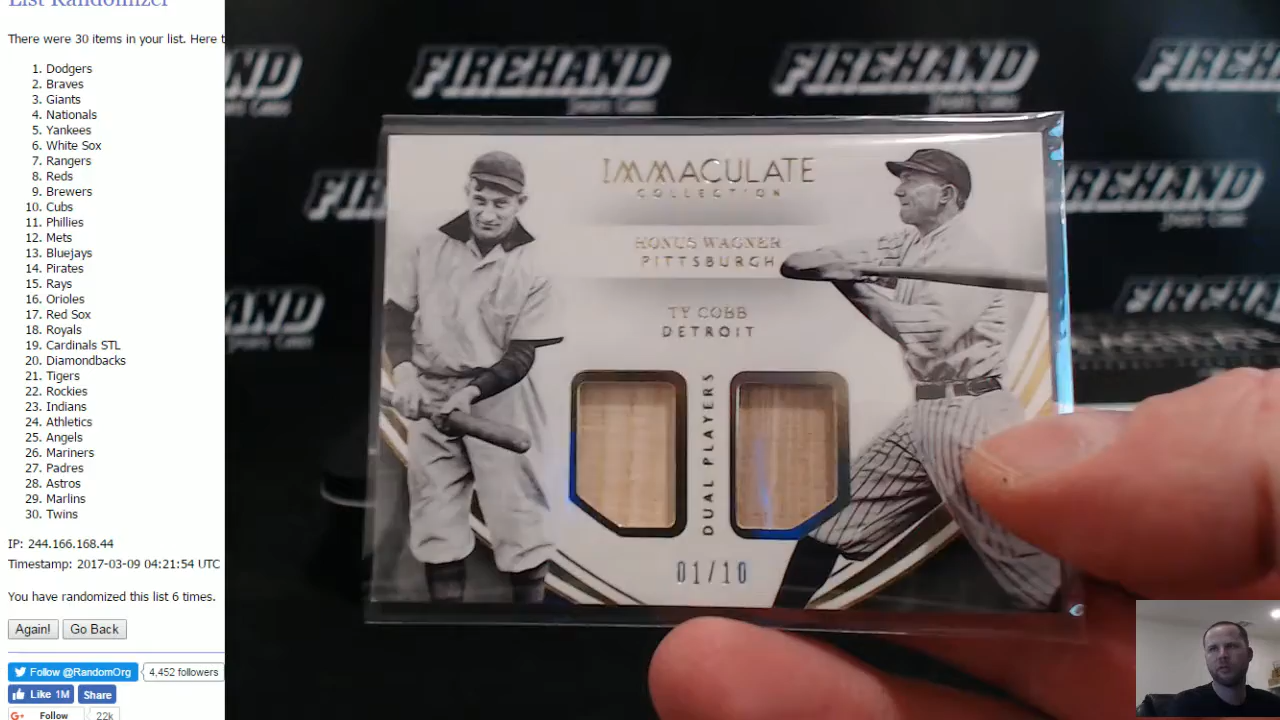 List Randomizer
There were 30 items in your list. Here t
1. Dodgers
2. Braves
3. Giants
4. Nationals
5. Yankees
6. White Sox
7. Rangers
8. Reds
9. Brewers
10. Cubs
11. Phillies
12. Mets
13. Bluejays
14. Pirates
15. Rays
16. Orioles
17. Red Sox
18. Royals
19. Cardinals STL
20. Diamondbacks
21. Tigers
22. Rockies
23. Indians
24. Athletics
25. Angels
26. Mariners
27. Padres
28. Astros
29. Marlins
30. Twins
IP: 244.166.168.44
Timestamp: 2017-03-09 04:21:54 UTC
You have randomized this list 6 times.
Again! Go Back
Follow @RandomOrg 4,452 followers
Like 1M Share
G+ Follow 22k
FIREHAND
FIREHAND
FIREHAND
IMMACULATE
COLLECTION
HONUS WAGNER
PITTSBURGH
TY COBB
DETROIT
DUAL PLAYERS
01/10